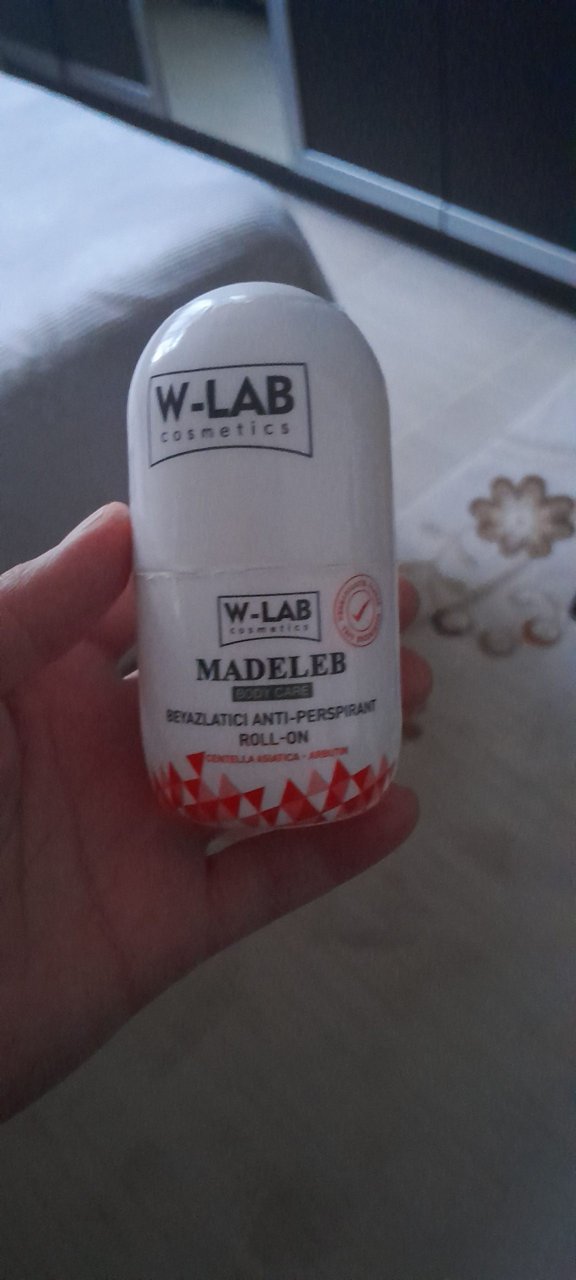 W-LAB
cosmetics
W-LAB
cosmetics
MADELEB
BODY CARE
BEYAZLATICI ANTI-PERSPIRANT
ROLL-ON
CENTELLA ASIATICA - ARBUTIN